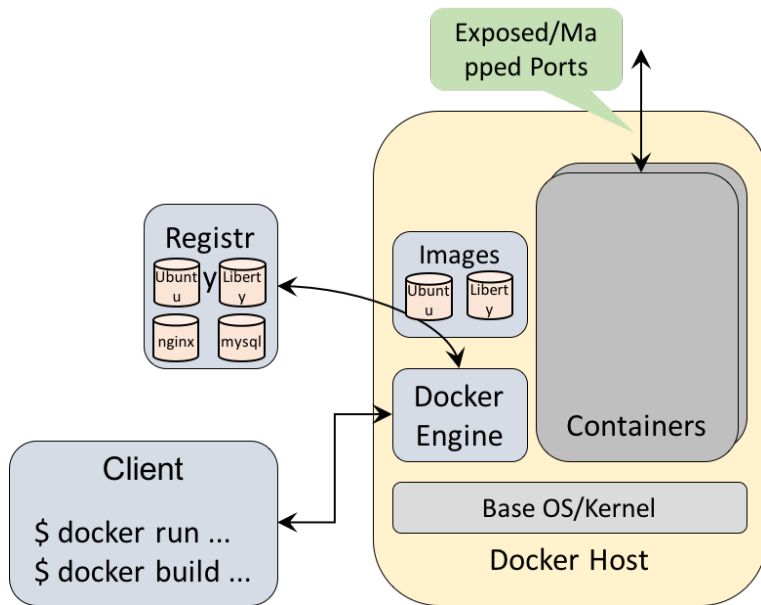 Exposed/Ma
pped Ports
Registr
y
Ubunt
u
Libert
y
nginx
mysql
Images
Ubunt
u
Libert
y
Docker
Engine
Containers
Client
$ docker run ...
$ docker build ...
Base OS/Kernel
Docker Host